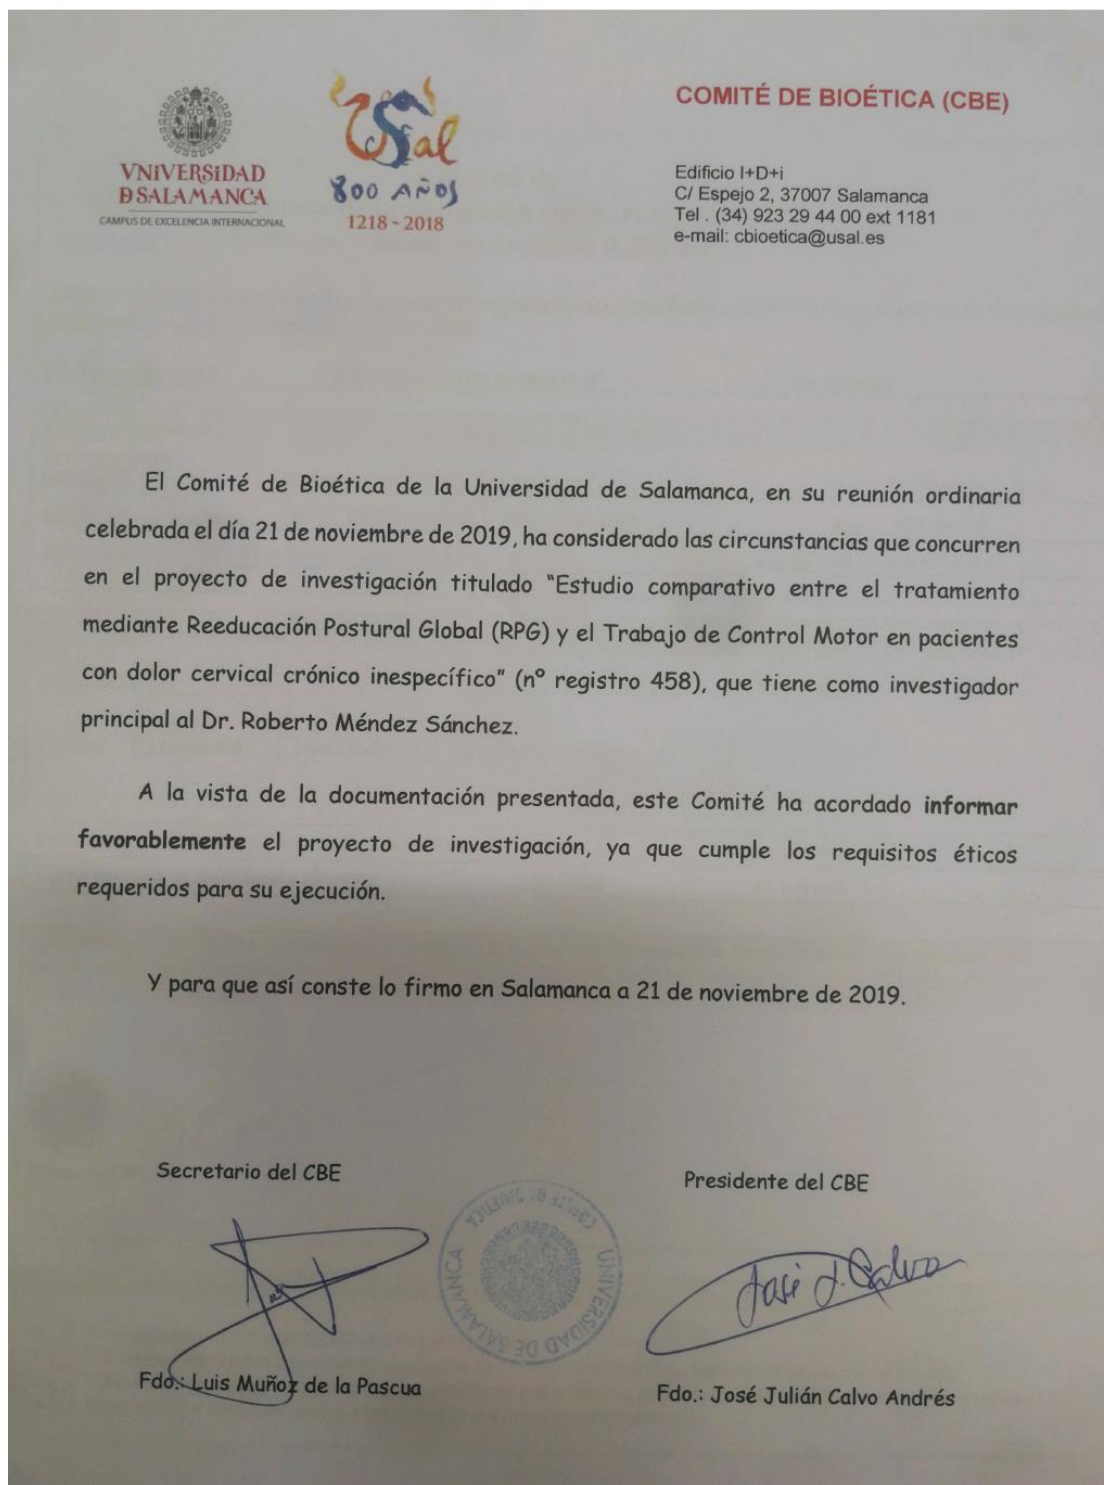 VNiVERSiDAD
D SALAMANCA
CAMPUS DE EXCELENCIA INTERNACIONAL
USal
800 AÑOS
1218 - 2018
COMITÉ DE BIOÉTICA (CBE)
Edificio I+D+i
C/ Espejo 2, 37007 Salamanca
Tel . (34) 923 29 44 00 ext 1181
e-mail: cbioetica@usal.es
El Comité de Bioética de la Universidad de Salamanca, en su reunión ordinaria
celebrada el día 21 de noviembre de 2019, ha considerado las circunstancias que concurren
en el proyecto de investigación titulado “Estudio comparativo entre el tratamiento
mediante Reeducación Postural Global (RPG) y el Trabajo de Control Motor en pacientes
con dolor cervical crónico inespecífico” (nº registro 458), que tiene como investigador
principal al Dr. Roberto Méndez Sánchez.
A la vista de la documentación presentada, este Comité ha acordado informar
favorablemente el proyecto de investigación, ya que cumple los requisitos éticos
requeridos para su ejecución.
Y para que así conste lo firmo en Salamanca a 21 de noviembre de 2019.
Secretario del CBE
Presidente del CBE
COMITÉ DE BIOÉTICA
UNIVERSIDAD DE SALAMANCA
José J. Calvo
Fdo.: Luis Muñoz de la Pascua
Fdo.: José Julián Calvo Andrés